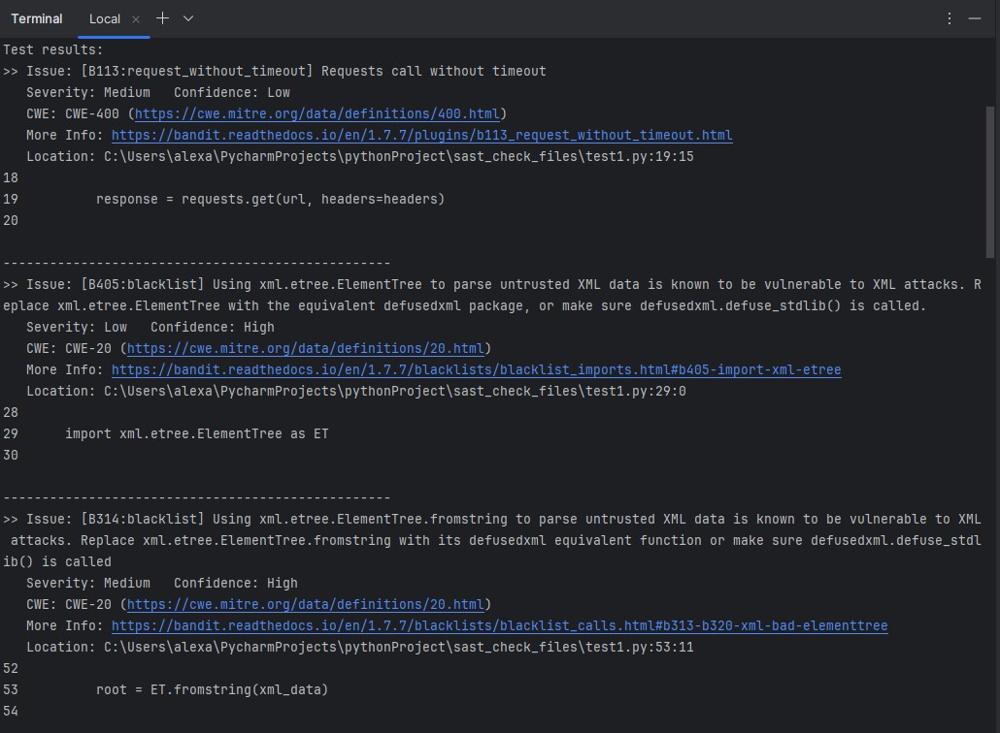 Terminal Local
Test results:
>> Issue: [B113:request_without_timeout] Requests call without timeout
   Severity: Medium   Confidence: Low
   CWE: CWE-400 (https://cwe.mitre.org/data/definitions/400.html)
   More Info: https://bandit.readthedocs.io/en/1.7.7/plugins/b113_request_without_timeout.html
   Location: C:\Users\alexa\PycharmProjects\pythonProject\sast_check_files\test1.py:19:15
18
19          response = requests.get(url, headers=headers)
20
--------------------------------------------------
>> Issue: [B405:blacklist] Using xml.etree.ElementTree to parse untrusted XML data is known to be vulnerable to XML attacks. R
eplace xml.etree.ElementTree with the equivalent defusedxml package, or make sure defusedxml.defuse_stdlib() is called.
   Severity: Low   Confidence: High
   CWE: CWE-20 (https://cwe.mitre.org/data/definitions/20.html)
   More Info: https://bandit.readthedocs.io/en/1.7.7/blacklists/blacklist_imports.html#b405-import-xml-etree
   Location: C:\Users\alexa\PycharmProjects\pythonProject\sast_check_files\test1.py:29:0
28
29      import xml.etree.ElementTree as ET
30
--------------------------------------------------
>> Issue: [B314:blacklist] Using xml.etree.ElementTree.fromstring to parse untrusted XML data is known to be vulnerable to XML
 attacks. Replace xml.etree.ElementTree.fromstring with its defusedxml equivalent function or make sure defusedxml.defuse_stdl
ib() is called
   Severity: Medium   Confidence: High
   CWE: CWE-20 (https://cwe.mitre.org/data/definitions/20.html)
   More Info: https://bandit.readthedocs.io/en/1.7.7/blacklists/blacklist_calls.html#b313-b320-xml-bad-elementtree
   Location: C:\Users\alexa\PycharmProjects\pythonProject\sast_check_files\test1.py:53:11
52
53          root = ET.fromstring(xml_data)
54